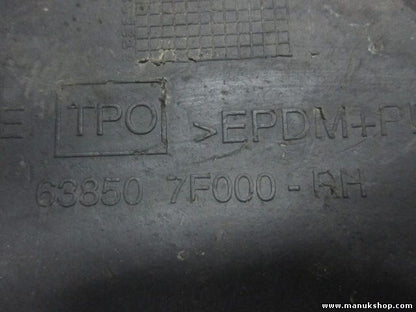 TPO >EPDM+P
63850 7F000-RH
www.manukshop.com